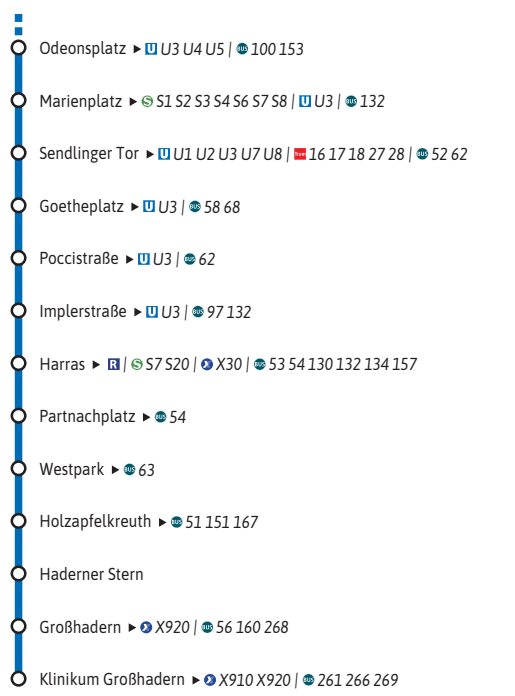 Odeonsplatz ▸ U U3 U4 U5 | BUS 100 153
Marienplatz ▸ S S1 S2 S3 S4 S6 S7 S8 | U U3 | BUS 132
Sendlinger Tor ▸ U U1 U2 U3 U7 U8 | Tram 16 17 18 27 28 | BUS 52 62
Goetheplatz ▸ U U3 | BUS 58 68
Poccistraße ▸ U U3 | BUS 62
Implerstraße ▸ U U3 | BUS 97 132
Harras ▸ R | S S7 S20 | X X30 | BUS 53 54 130 132 134 157
Partnachplatz ▸ BUS 54
Westpark ▸ BUS 63
Holzapfelkreuth ▸ BUS 51 151 167
Haderner Stern
Großhadern ▸ X X920 | BUS 56 160 268
Klinikum Großhadern ▸ X X910 X920 | BUS 261 266 269